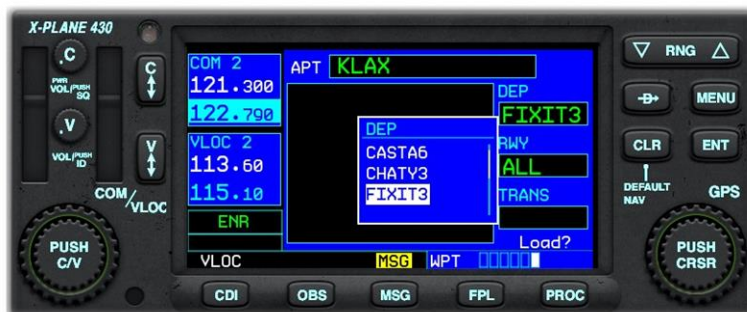 X-PLANE 430
.C
PWR
VOL/PUSH
SQ
C
.V
VOL/PUSH
ID
V
COM/VLOC
PUSH
C/V
COM 2
121.300
122.790
VLOC 2
113.60
115.10
ENR
VLOC
APT KLAX
DEP
FIXIT3
RWY
ALL
TRANS
Load?
DEP
CASTA6
CHATY3
FIXIT3
MSG WPT
CDI OBS MSG FPL PROC
RNG
D
MENU
CLR
ENT
DEFAULT
NAV
GPS
PUSH
CRSR